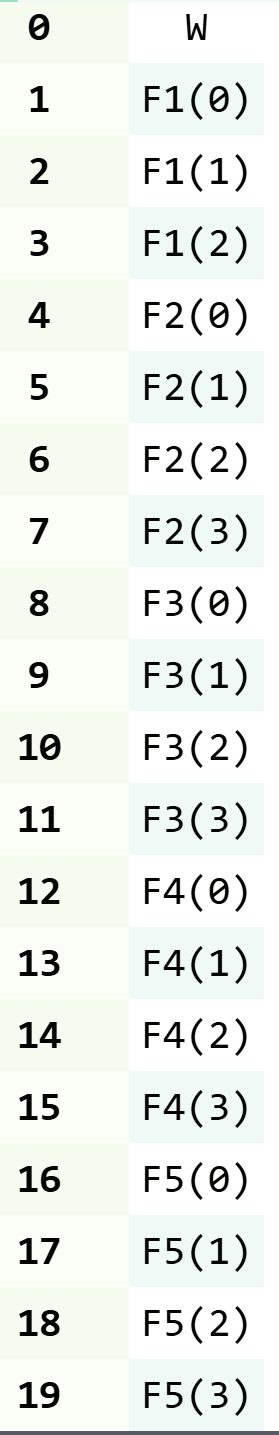 0 W
1 F1(0)
2 F1(1)
3 F1(2)
4 F2(0)
5 F2(1)
6 F2(2)
7 F2(3)
8 F3(0)
9 F3(1)
10 F3(2)
11 F3(3)
12 F4(0)
13 F4(1)
14 F4(2)
15 F4(3)
16 F5(0)
17 F5(1)
18 F5(2)
19 F5(3)